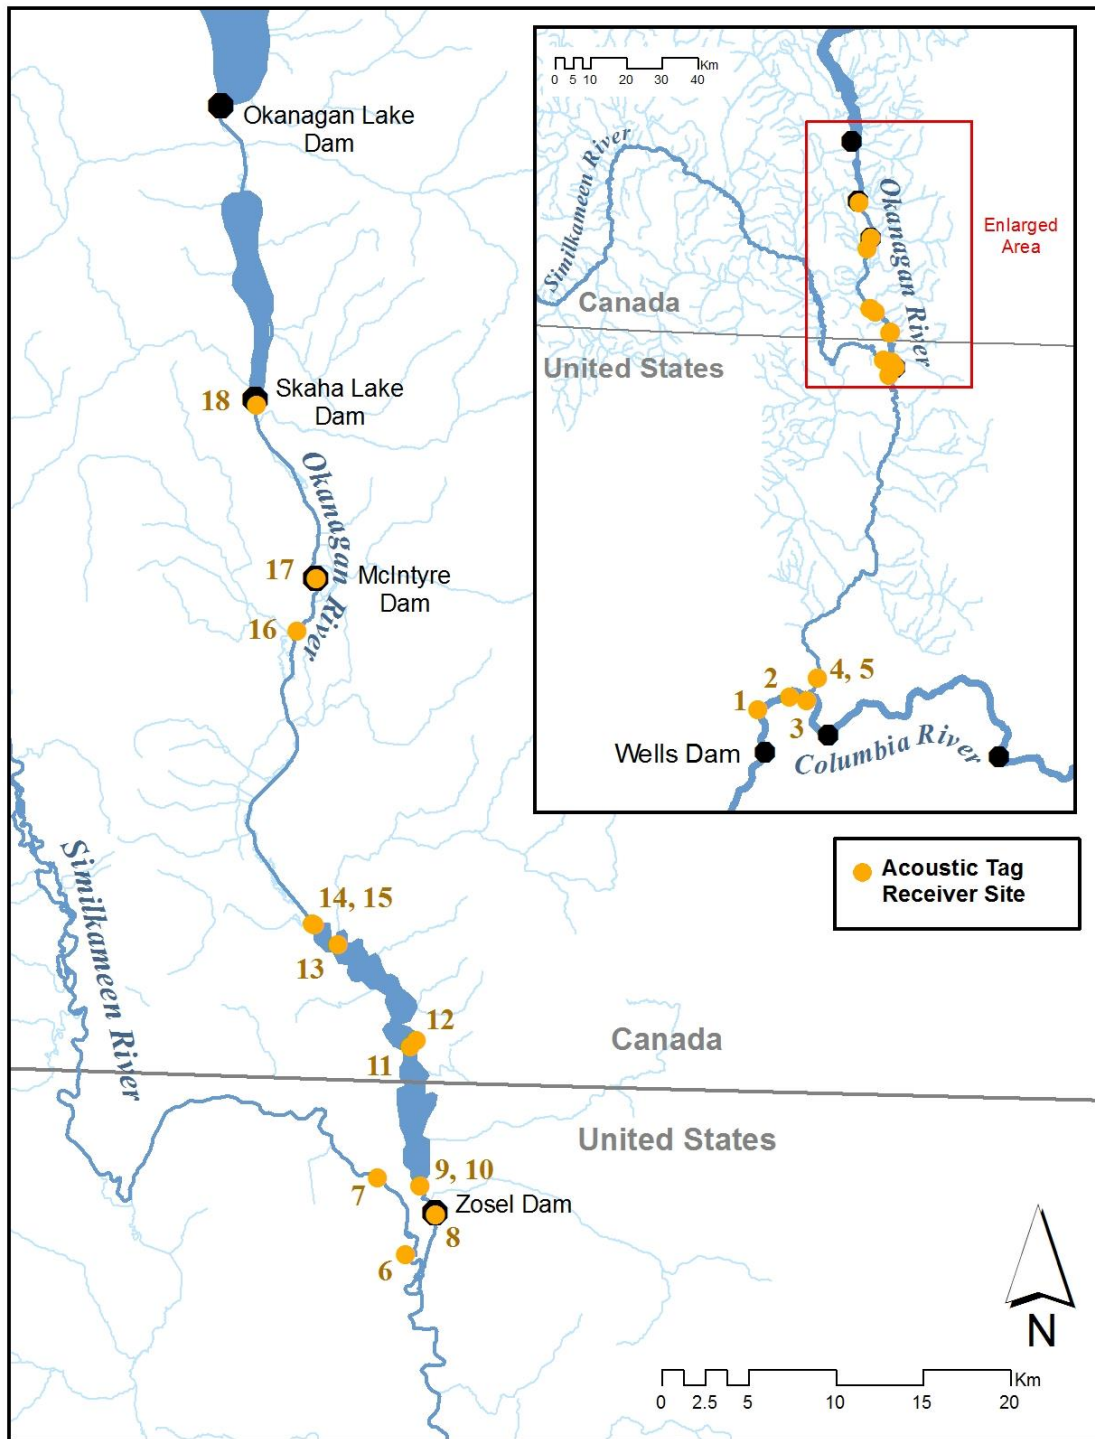 Okanagan Lake
Dam
18
Skaha Lake
Dam
Okanagan River
17
McIntyre
Dam
16
Similkameen River
14, 15
13
12
11
Canada
United States
9, 10
7
Zosel Dam
8
6
N
Km
0 2.5 5 10 15 20
Km
0 5 10 20 30 40
Similkameen River
Okanagan River
Enlarged
Area
Canada
United States
4, 5
2
1
3
Wells Dam
Columbia River
Acoustic Tag
Receiver Site